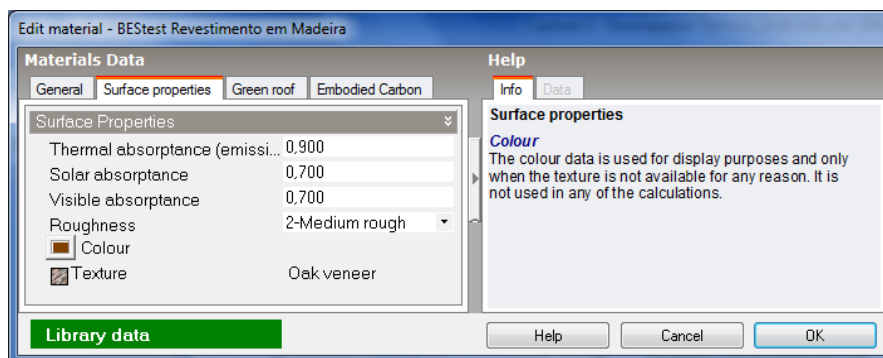 Edit material - BEStest Revestimento em Madeira
Materials Data
General
Surface properties
Green roof
Embodied Carbon
Surface Properties
Thermal absorptance (emissi... 0,900
Solar absorptance 0,700
Visible absorptance 0,700
Roughness 2-Medium rough
Colour
Texture Oak veneer
Library data
Help
Info
Data
Surface properties
Colour
The colour data is used for display purposes and only
when the texture is not available for any reason. It is
not used in any of the calculations.
Help
Cancel
OK